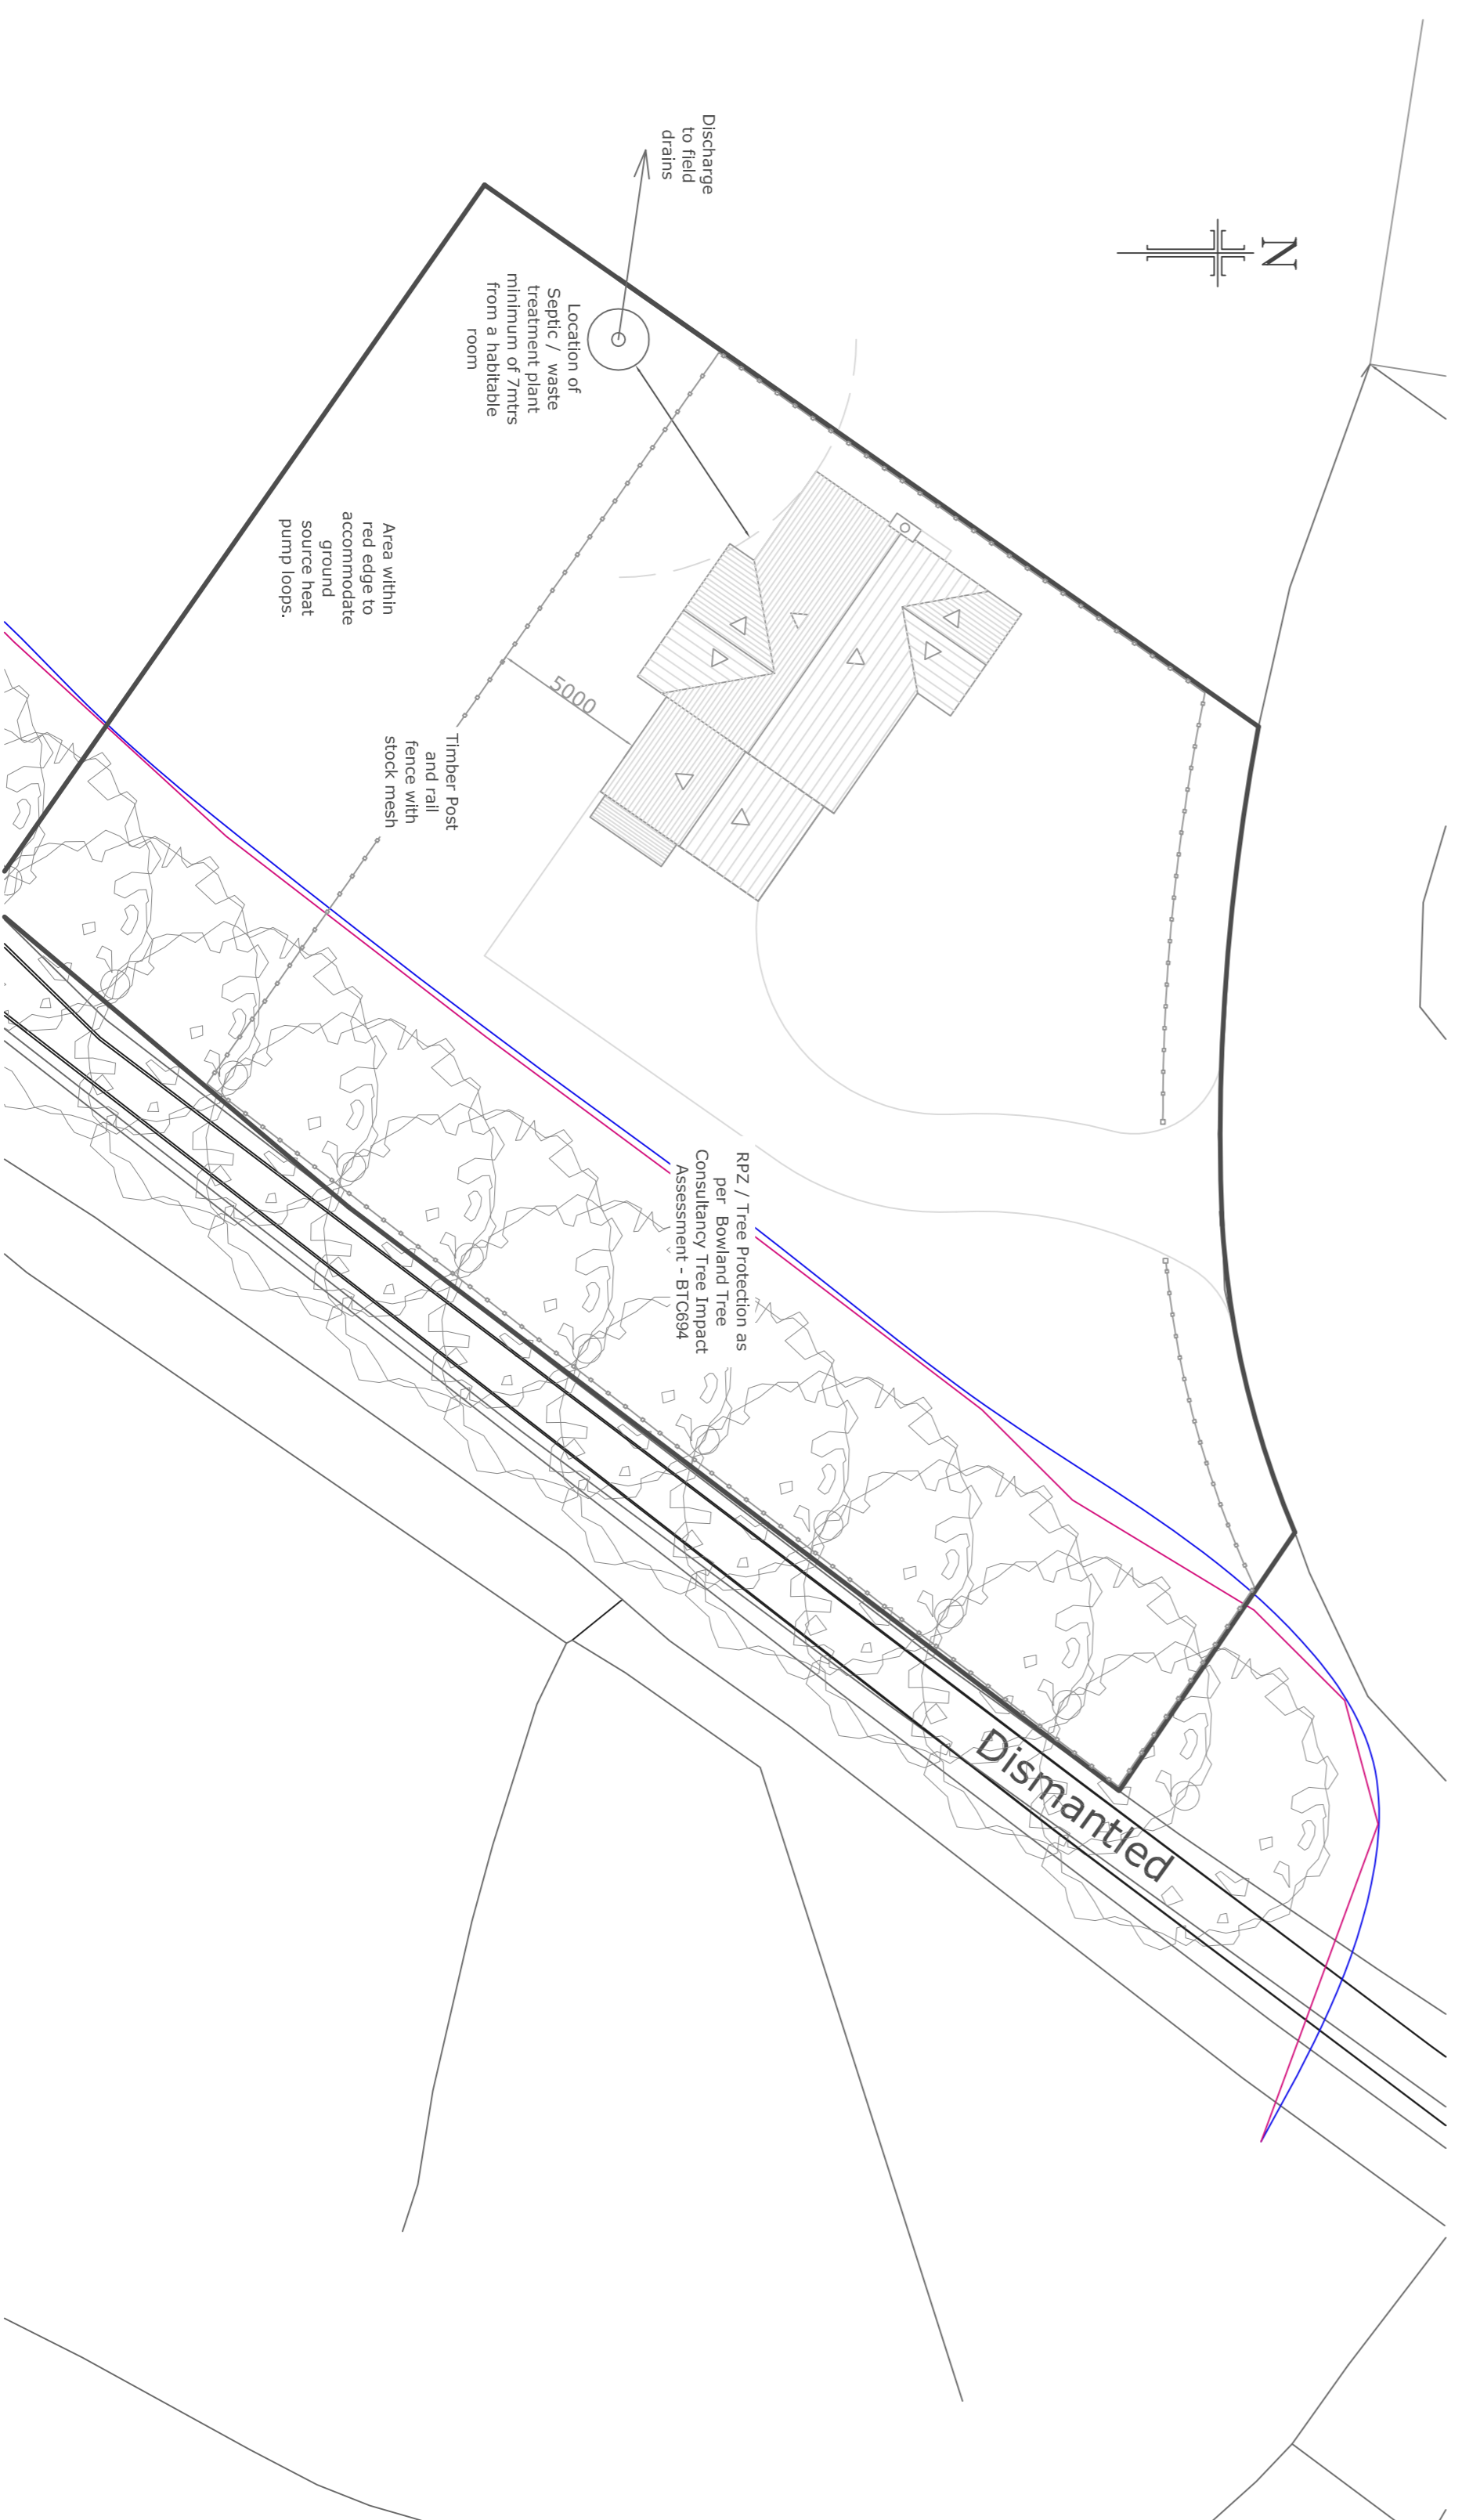 Discharge
to field
drains
N
Location of
Septic / waste
treatment plant
minimum of 7mtrs
from a habitable
room
Area within
red edge to
accommodate
ground
source heat
pump loops.
5000
Timber Post
and rail
fence with
stock mesh
RPZ / Tree Protection as
per Bowland Tree
Consultancy Tree Impact
Assessment - BTC694
Dismantled